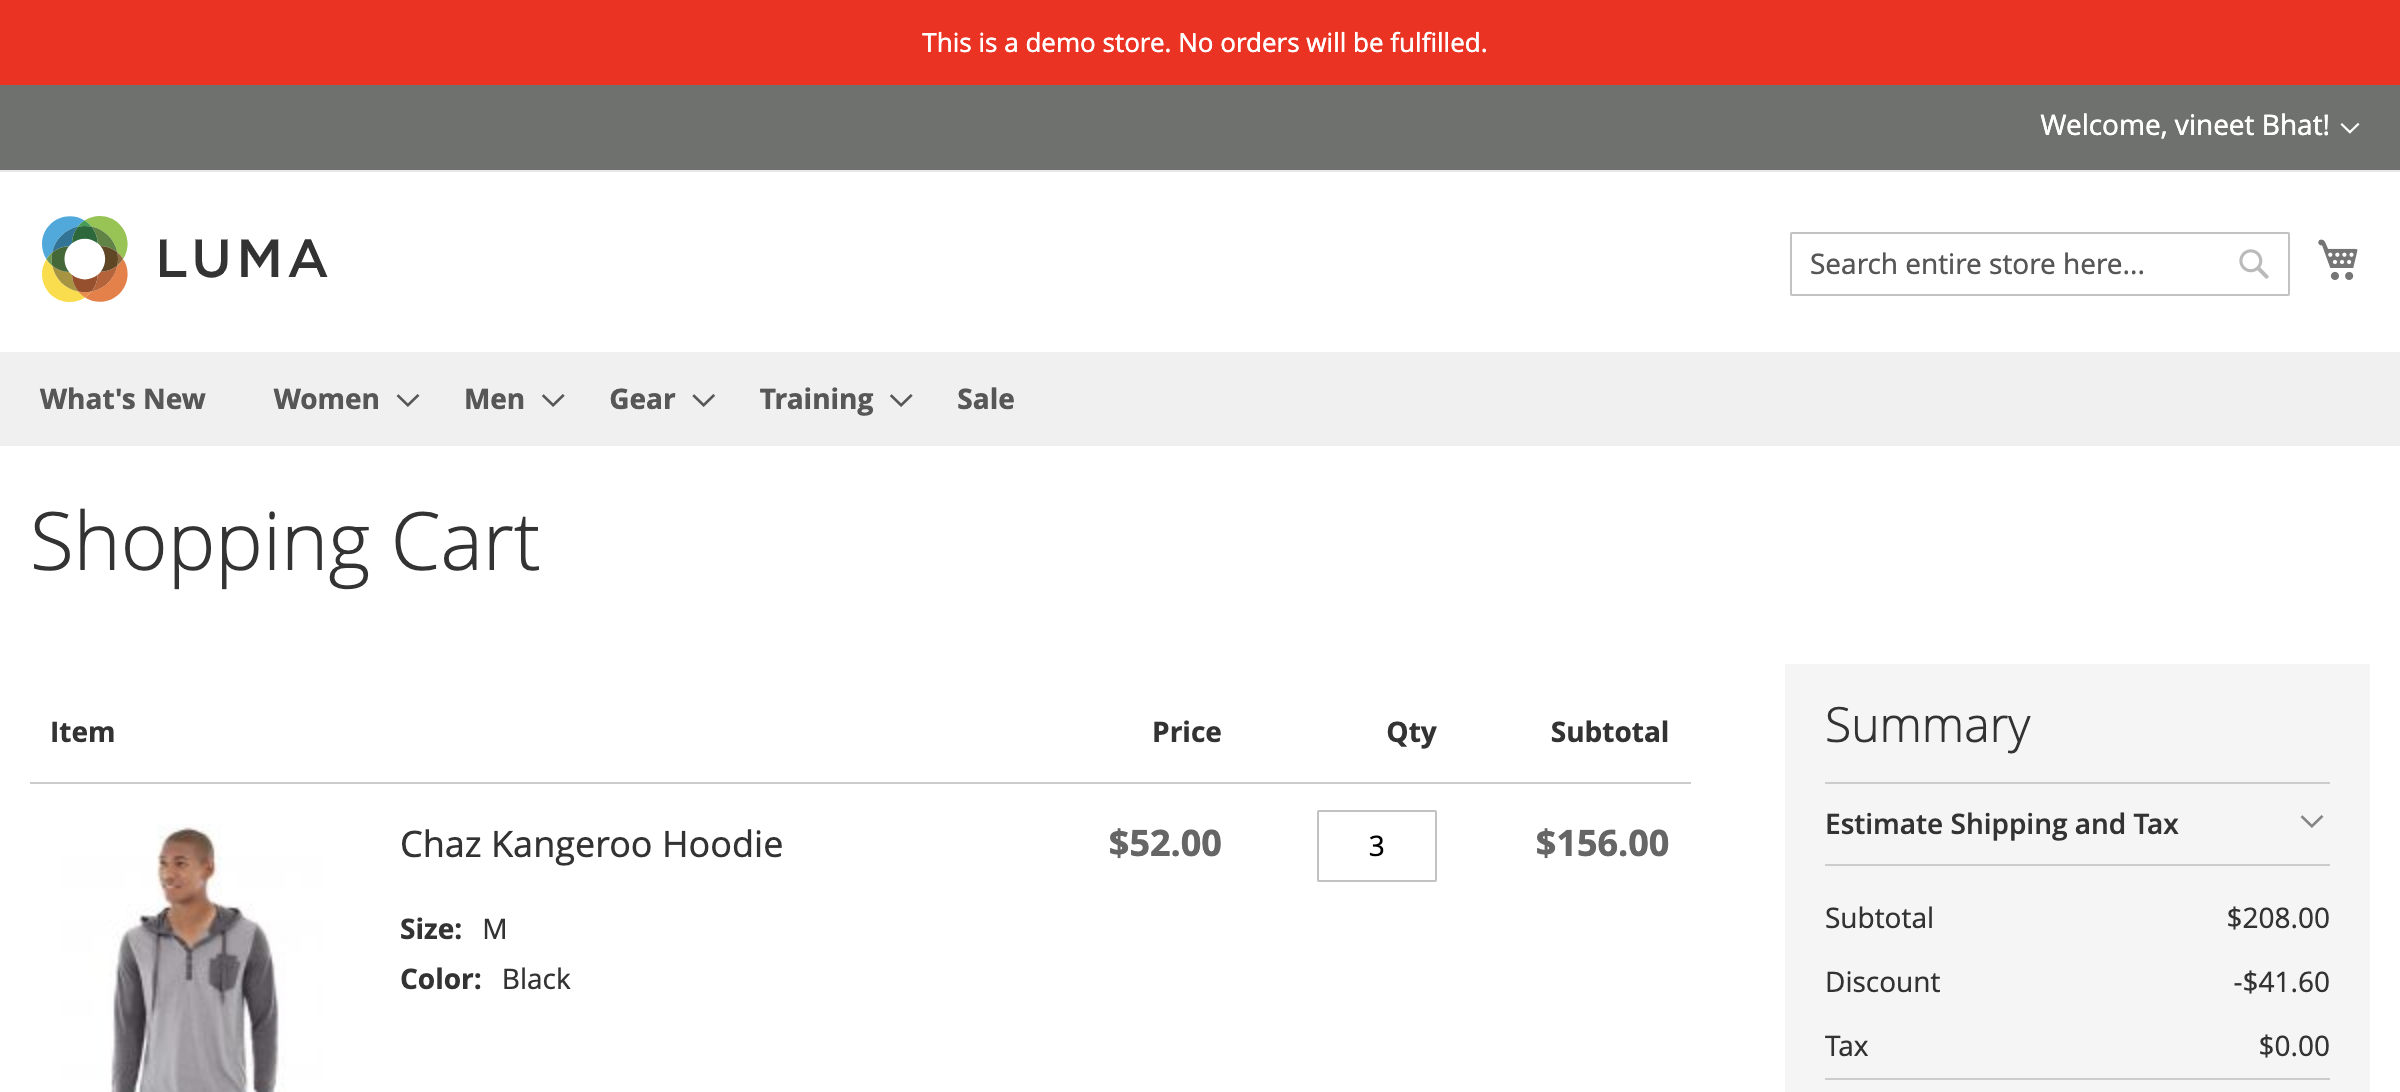 This is a demo store. No orders will be fulfilled.
Welcome, vineet Bhat!
LUMA
Search entire store here...
What's New Women Men Gear Training Sale
Shopping Cart
Item Price Qty Subtotal
Chaz Kangeroo Hoodie $52.00 3 $156.00
Size: M
Color: Black
Summary
Estimate Shipping and Tax
Subtotal $208.00
Discount -$41.60
Tax $0.00